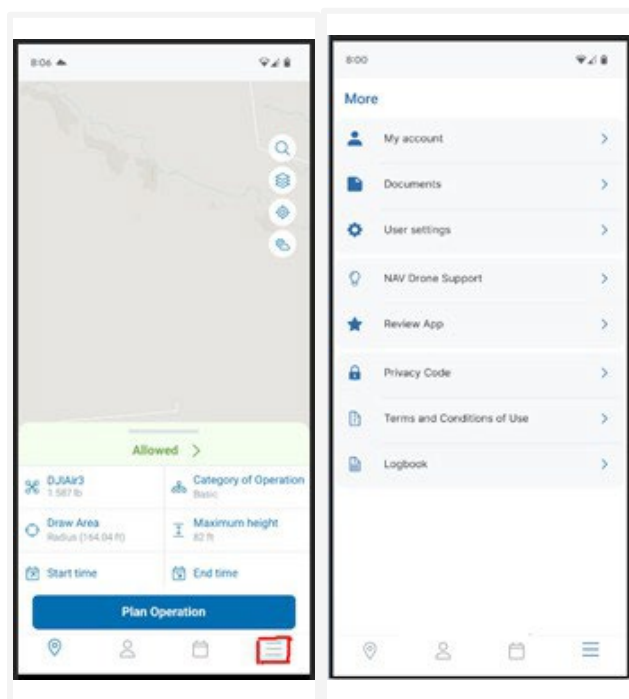 8:06
Allowed >
DJIAir3
1.587 lb
Category of Operation
Basic
Draw Area
Radius (164.04 ft)
Maximum height
82 ft
Start time
End time
Plan Operation
8:00
More
My account
Documents
User settings
NAV Drone Support
Review App
Privacy Code
Terms and Conditions of Use
Logbook